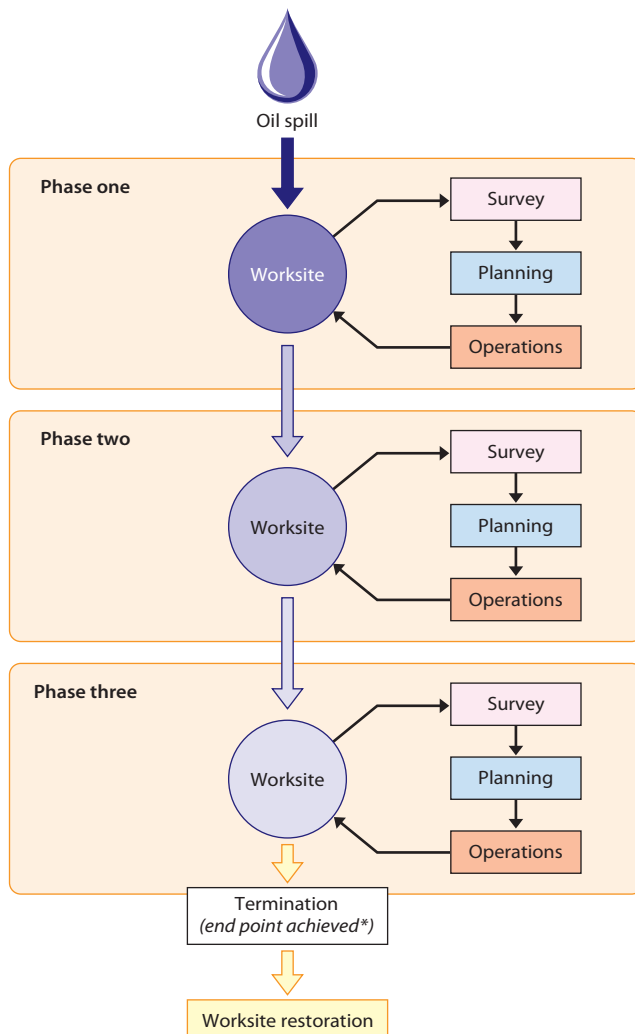 Oil spill
Phase one
Survey
Worksite
Planning
Operations
Phase two
Survey
Worksite
Planning
Operations
Phase three
Survey
Worksite
Planning
Operations
Termination
(end point achieved*)
Worksite restoration